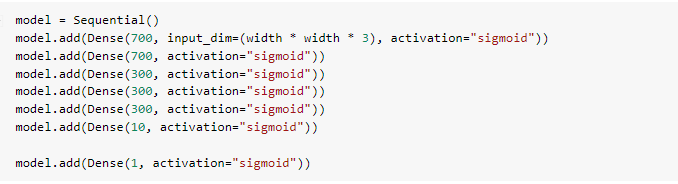 model = Sequential()
model.add(Dense(700, input_dim=(width * width * 3), activation="sigmoid"))
model.add(Dense(700, activation="sigmoid"))
model.add(Dense(300, activation="sigmoid"))
model.add(Dense(300, activation="sigmoid"))
model.add(Dense(300, activation="sigmoid"))
model.add(Dense(10, activation="sigmoid"))
model.add(Dense(1, activation="sigmoid"))